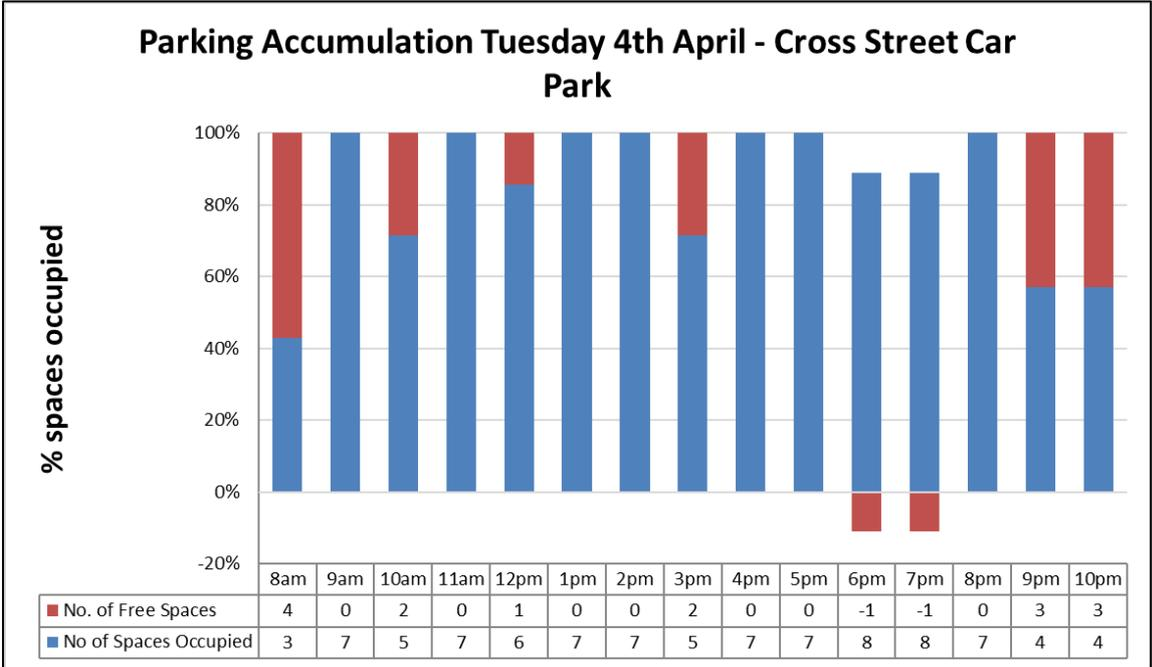 Parking Accumulation Tuesday 4th April - Cross Street Car
Park
% spaces occupied
100%
80%
60%
40%
20%
0%
-20%
8am 9am 10am 11am 12pm 1pm 2pm 3pm 4pm 5pm 6pm 7pm 8pm 9pm 10pm
No. of Free Spaces 4 0 2 0 1 0 0 2 0 0 -1 -1 0 3 3
No of Spaces Occupied 3 7 5 7 6 7 7 5 7 7 8 8 7 4 4